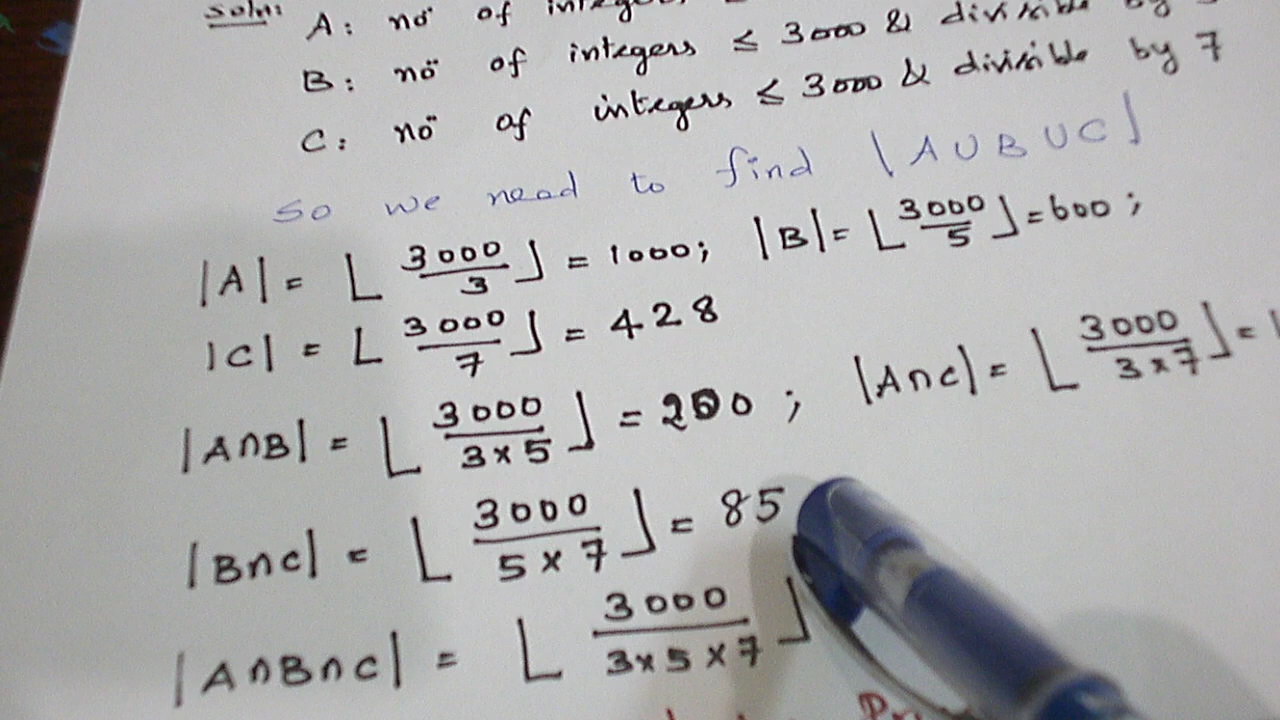 Soln: A: no of
B: no of integers ≤ 3000 & divisible by
C: no of integers ≤ 3000 & divisible by 7
So we need to find |A∪B∪C|
|A| = ⌊3000/3⌋ = 1000; |B| = ⌊3000/5⌋ = 600;
|C| = ⌊3000/7⌋ = 428
|A∩B| = ⌊3000/3×5⌋ = 200; |A∩C| = ⌊3000/3×7⌋ = 1
|B∩C| = ⌊3000/5×7⌋ = 85
|A∩B∩C| = ⌊3000/3×5×7⌋